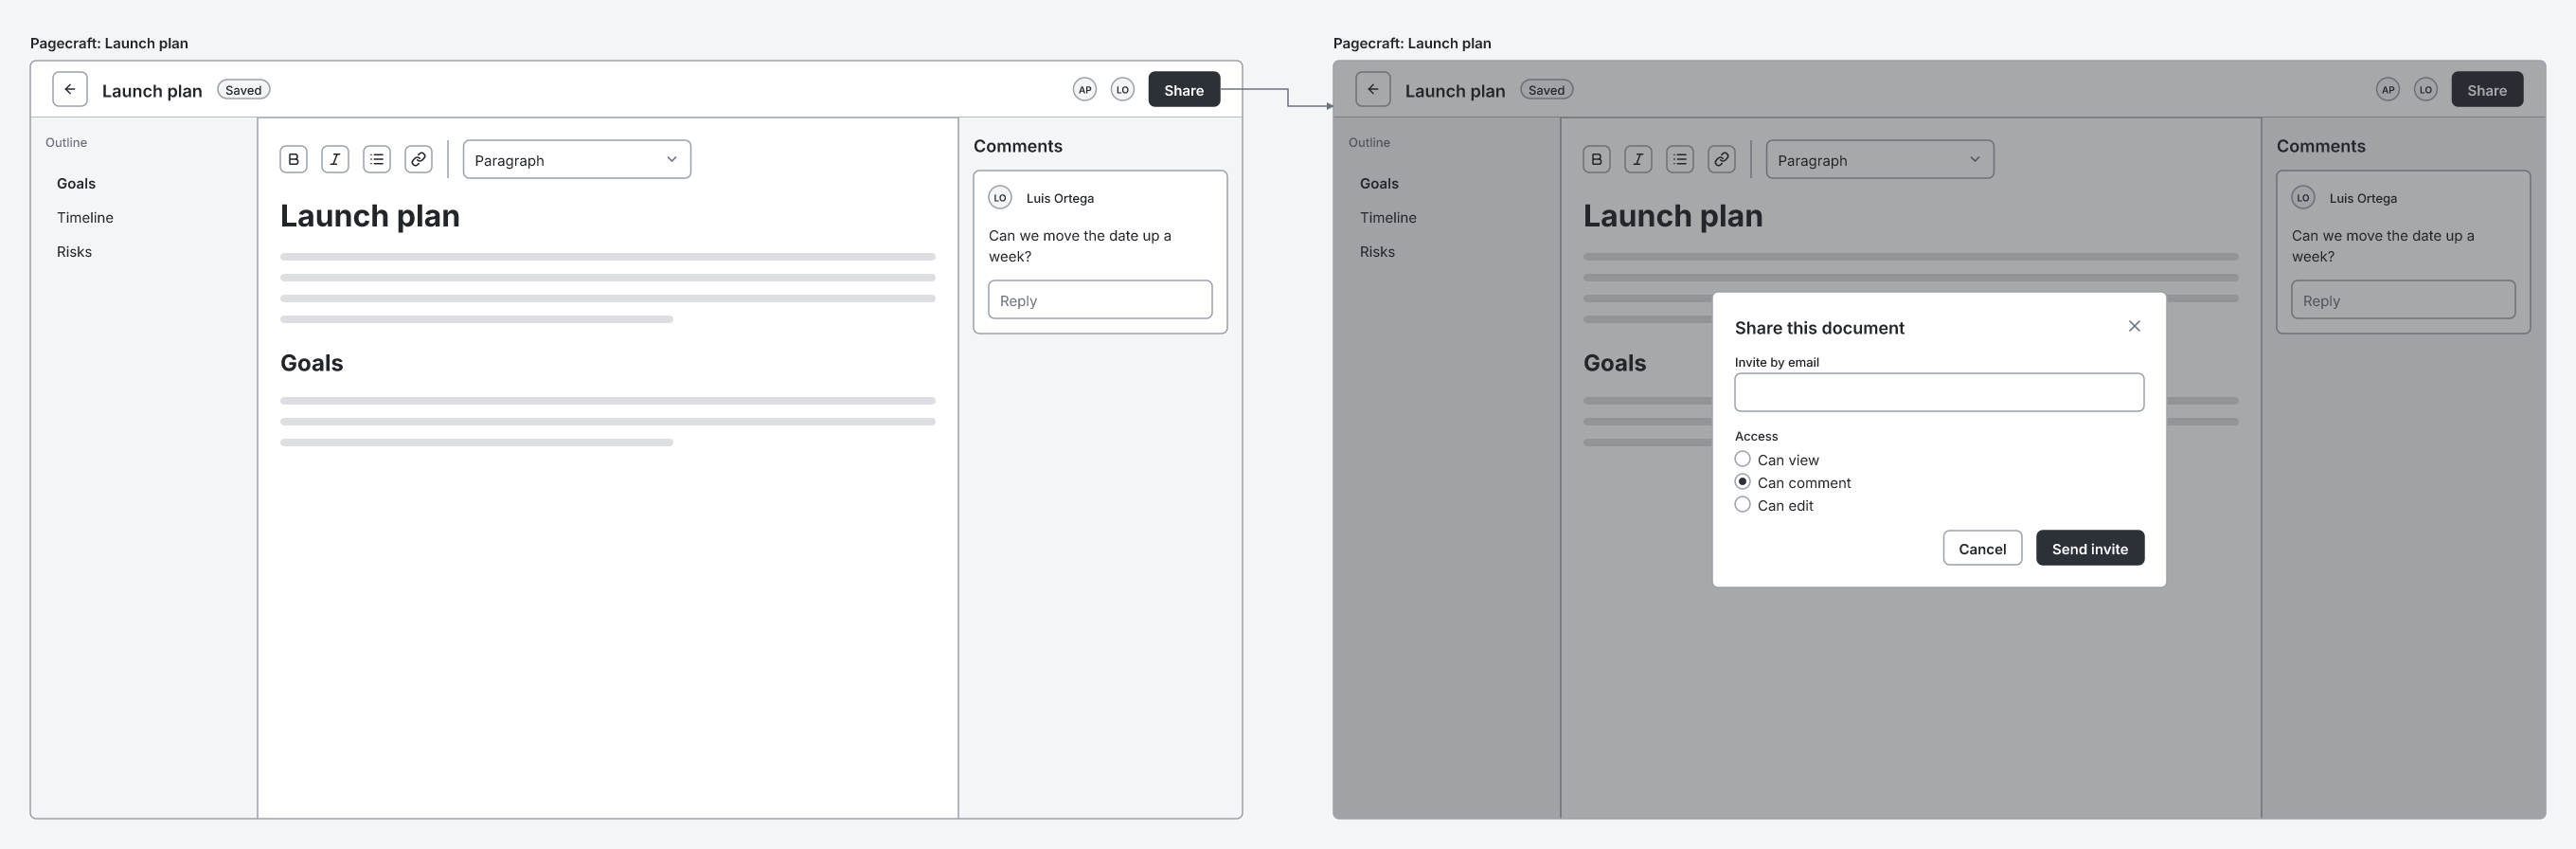 Pagecraft: Launch plan
Launch plan
Saved
AP
LO
Share
Outline
Goals
Timeline
Risks
B
I
Paragraph
Launch plan
Goals
Comments
LO
Luis Ortega
Can we move the date up a
week?
Reply
Pagecraft: Launch plan
Launch plan
Saved
AP
LO
Share
Outline
Goals
Timeline
Risks
B
I
Paragraph
Launch plan
Goals
Comments
LO
Luis Ortega
Can we move the date up a
week?
Reply
Share this document
Invite by email
Access
Can view
Can comment
Can edit
Cancel
Send invite